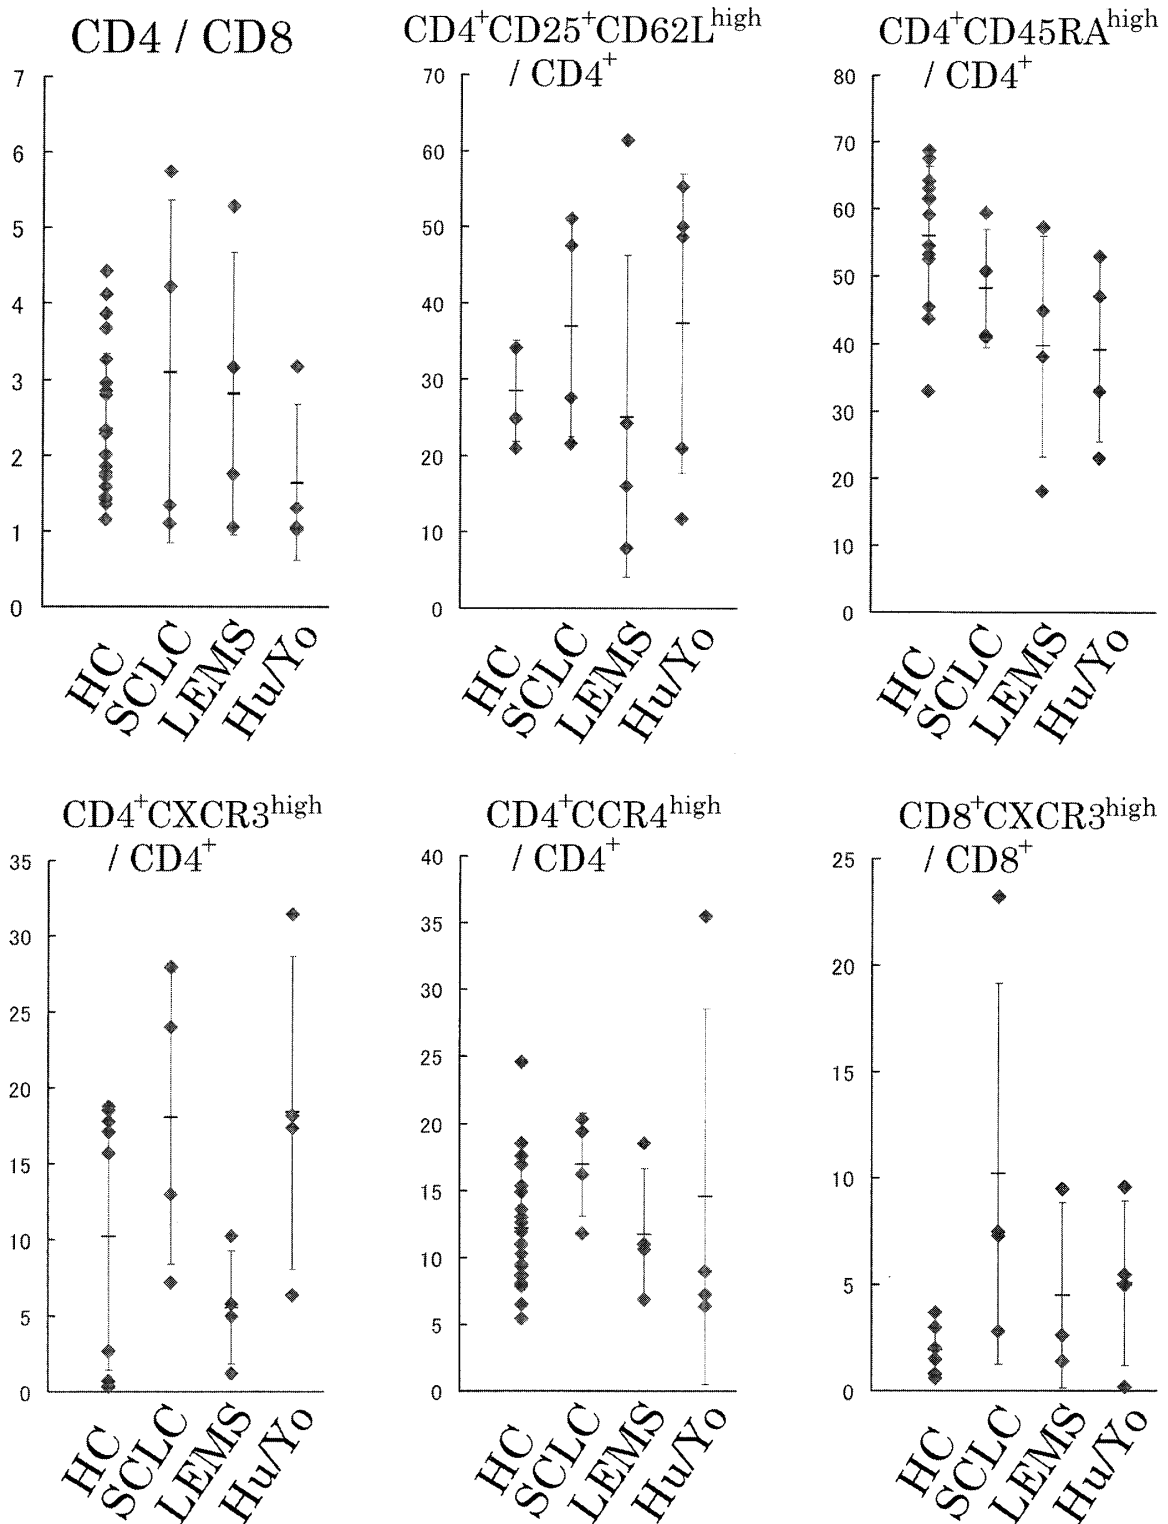 CD4 / CD8
7
6
5
4
3
2
1
0
HC
SCLC
LEMS
Hu/Yo
CD4⁺CD25⁺CD62Lʰⁱᵍʰ
/ CD4⁺
70
60
50
40
30
20
10
0
HC
SCLC
LEMS
Hu/Yo
CD4⁺CD45RAʰⁱᵍʰ
/ CD4⁺
80
70
60
50
40
30
20
10
0
HC
SCLC
LEMS
Hu/Yo
CD4⁺CXCR3ʰⁱᵍʰ
/ CD4⁺
35
30
25
20
15
10
5
0
HC
SCLC
LEMS
Hu/Yo
CD4⁺CCR4ʰⁱᵍʰ
/ CD4⁺
40
35
30
25
20
15
10
5
0
HC
SCLC
LEMS
Hu/Yo
CD8⁺CXCR3ʰⁱᵍʰ
/ CD8⁺
25
20
15
10
5
0
HC
SCLC
LEMS
Hu/Yo